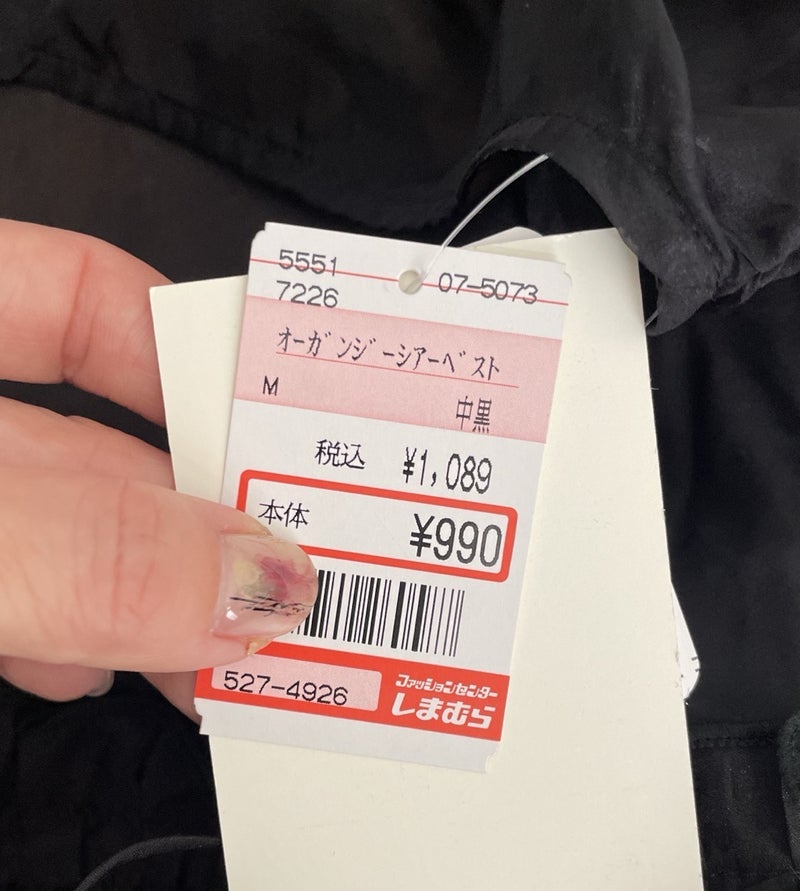 5551 07-5073
7226
オーガンジーシアーベスト
M 中黒
税込 ¥1,089
本体 ¥990
527-4926
ファッションセンター
しまむら